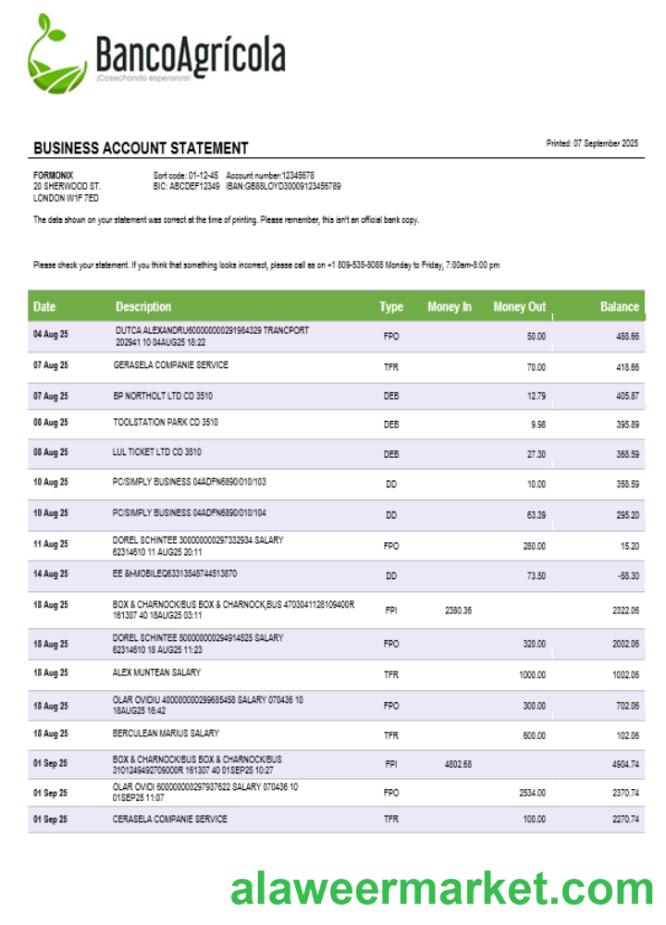 BancoAgrícola
¡Cosechando esperanza!
BUSINESS ACCOUNT STATEMENT
Printed: 07 September 2025
FORMONIX
20 SHERWOOD ST.
LONDON W1F 7ED
Sort code: 01-12-45 Account number:12345678
BIC: ABCDEF12349 IBAN:GB88LOYD30009123456789
The data shown on your statement was correct at the time of printing. Please remember, this isn't an official bank copy.
Please check your statement. If you think that something looks incorrect, please call as on +1 809-535-8088 Monday to Friday, 7:00am-8:00 pm
Date Description Type Money In Money Out Balance
04 Aug 25 DUTCA ALEXANDRU600000000291984329 TRANCPORT FPO 50.00 488.66
202941 10 04AUG25 18:22
07 Aug 25 GERASELA COMPANIE SERVICE TFR 70.00 418.66
07 Aug 25 BP NORTHOLT LTD CD 3510 DEB 12.79 405.87
08 Aug 25 TOOLSTATION PARK CD 3510 DEB 9.98 395.89
08 Aug 25 LUL TICKET LTD CD 3510 DEB 27.30 368.59
10 Aug 25 PC/SIMPLY BUSINESS 04ADFN6890/010/103 DD 10.00 358.59
10 Aug 25 PC/SIMPLY BUSINESS 04ADFN6890/010/104 DD 63.39 295.20
11 Aug 25 DOREL SCHINTEE 300000000297332934 SALARY FPO 280.00 15.20
62314610 11 AUG25 20:11
14 Aug 25 EE &t-MOBILEQ63313548744513870 DD 73.50 -58.30
18 Aug 25 BOX & CHARNOCK/BUS BOX & CHARNOCK,BUS 4703041128109400R FPI 2380.36 2322.06
161307 40 18AUG25 03:11
18 Aug 25 DOREL SCHINTEE 500000000294914525 SALARY FPO 320.00 2002.06
62314610 18 AUG25 11:23
18 Aug 25 ALEX MUNTEAN SALARY TFR 1000.00 1002.06
18 Aug 25 OLAR OVIDIU 400000000299685458 SALARY 070436 10 FPO 300.00 702.06
18AUG25 16:42
18 Aug 25 BERCULEAN MARIUS SALARY TFR 600.00 102.06
01 Sep 25 BOX & CHARNOCK/BUS BOX & CHARNOCK/BUS FPI 4802.68 4904.74
3101249492709000R 161307 40 01SEP25 10:27
01 Sep 25 OLAR OVIDI 600000000297937622 SALARY 070436 10 FPO 2534.00 2370.74
01SEP25 11:07
01 Sep 25 CERASELA COMPANIE SERVICE TFR 100.00 2270.74
alaweermarket.com